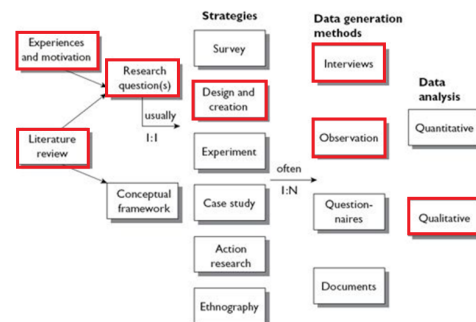 Strategies
Data generation
methods
Data
analysis
Experiences
and motivation
Literature
review
Research
question(s)
Conceptual
framework
usually
1:1
Survey
Design and
creation
Experiment
Case study
Action
research
Ethnography
often
1:N
Interviews
Observation
Question-
naires
Documents
Quantitative
Qualitative